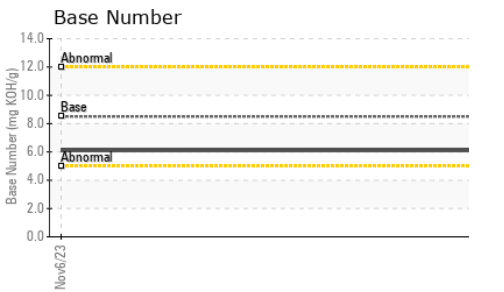 Base Number
14.0
Abnormal
12.0
10.0
Base
8.0
6.0
Abnormal
4.0
2.0
0.0
Base Number (mg KOH/g)
Nov6/23